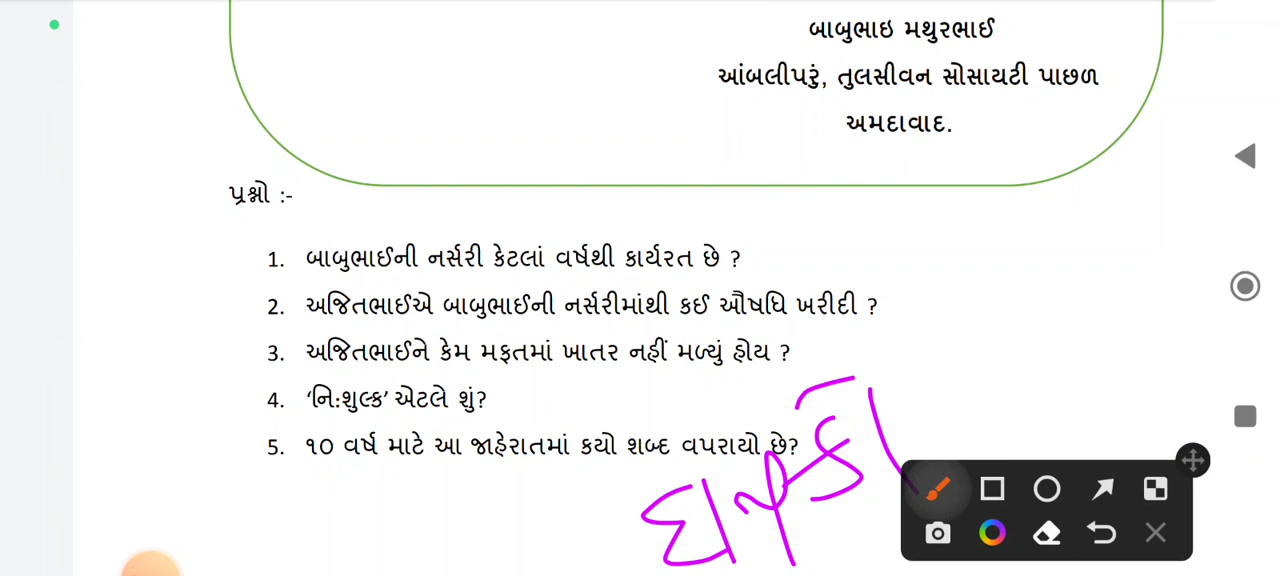 બાબુભાઇ મથુરભાઈ
આંબલીપરું, તુલસીવન સોસાયટી પાછળ
અમદાવાદ.
પ્રશ્નો :-
1. બાબુભાઈની નર્સરી કેટલાં વર્ષથી કાર્યરત છે ?
2. અજિતભાઈએ બાબુભાઈની નર્સરીમાંથી કઈ ઔષધિ ખરીદી ?
3. અજિતભાઈને કેમ મફતમાં ખાતર નહીં મળ્યું હોય ?
4. ‘નિ:શુલ્ક’ એટલે શું?
5. ૧૦ વર્ષ માટે આ જાહેરાતમાં કયો શબ્દ વપરાયો છે?
દાયકા